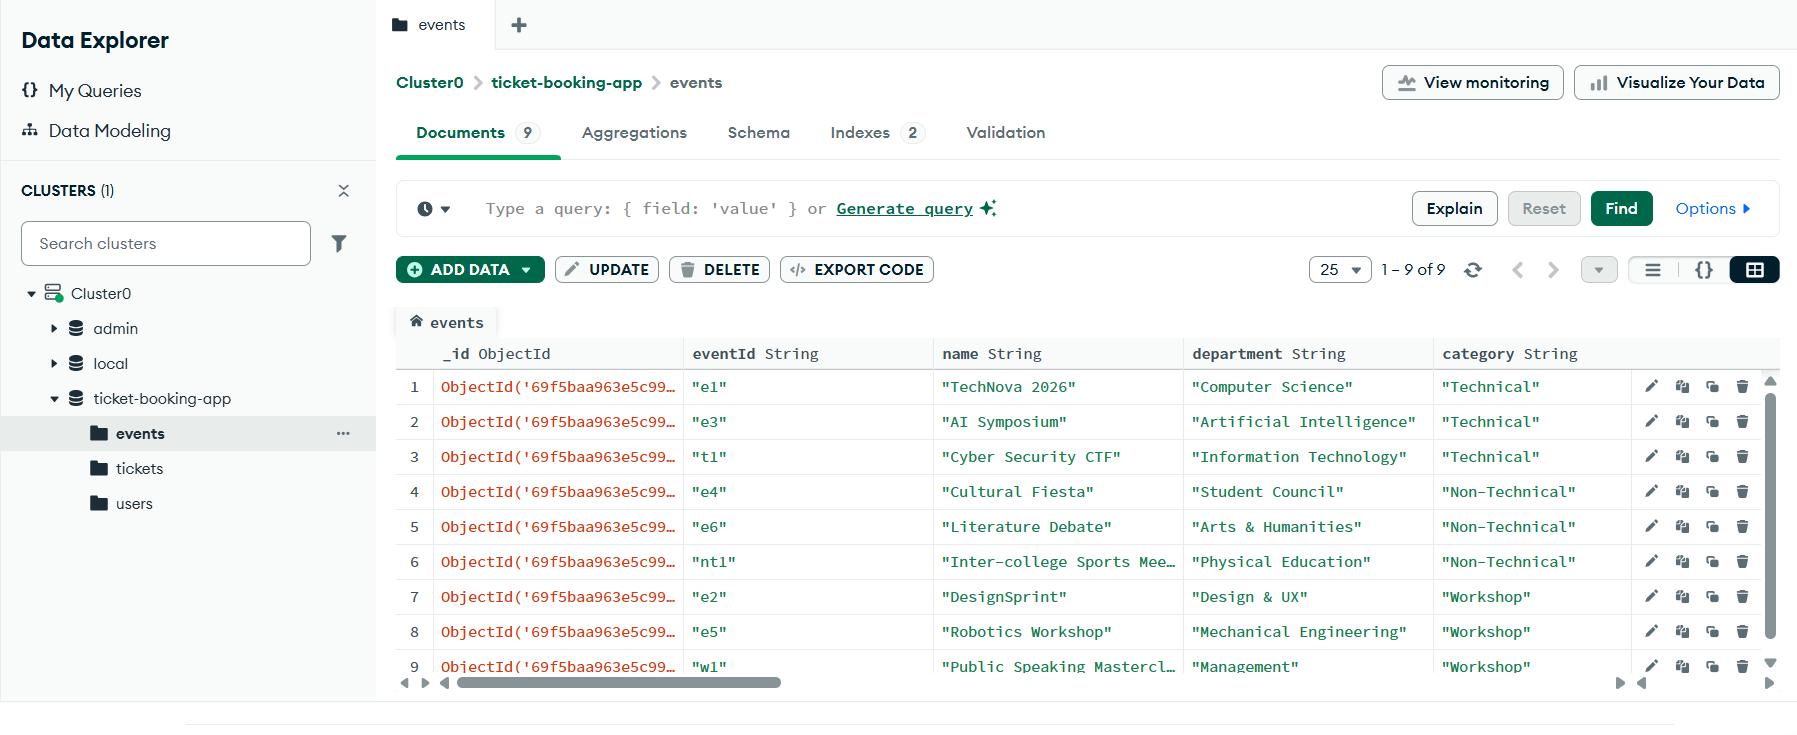 Data Explorer
My Queries
Data Modeling
CLUSTERS (1)
Search clusters
Cluster0
admin
local
ticket-booking-app
events
tickets
users
events
Cluster0 ticket-booking-app events
View monitoring Visualize Your Data
Documents 9 Aggregations Schema Indexes 2 Validation
Type a query: { field: 'value' } or Generate query
Explain Reset Find Options
ADD DATA UPDATE DELETE EXPORT CODE 25 1 – 9 of 9
events
_id ObjectId eventId String name String department String category String
1 ObjectId('69f5baa963e5c99… "e1" "TechNova 2026" "Computer Science" "Technical"
2 ObjectId('69f5baa963e5c99… "e3" "AI Symposium" "Artificial Intelligence" "Technical"
3 ObjectId('69f5baa963e5c99… "t1" "Cyber Security CTF" "Information Technology" "Technical"
4 ObjectId('69f5baa963e5c99… "e4" "Cultural Fiesta" "Student Council" "Non-Technical"
5 ObjectId('69f5baa963e5c99… "e6" "Literature Debate" "Arts & Humanities" "Non-Technical"
6 ObjectId('69f5baa963e5c99… "nt1" "Inter-college Sports Mee… "Physical Education" "Non-Technical"
7 ObjectId('69f5baa963e5c99… "e2" "DesignSprint" "Design & UX" "Workshop"
8 ObjectId('69f5baa963e5c99… "e5" "Robotics Workshop" "Mechanical Engineering" "Workshop"
9 ObjectId('69f5baa963e5c99… "w1" "Public Speaking Mastercl… "Management" "Workshop"